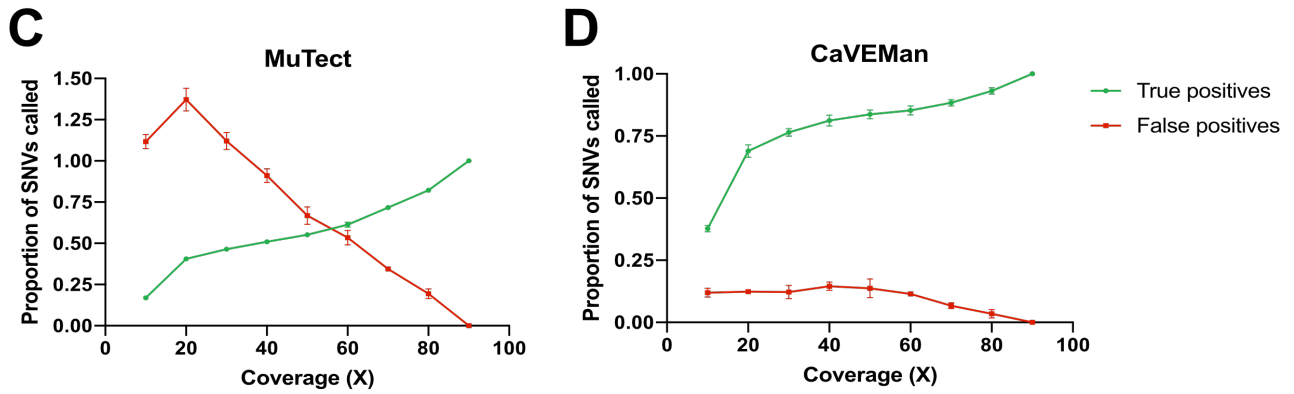 C
MuTect
Proportion of SNVs called
1.50
1.25
1.00
0.75
0.50
0.25
0.00
0 20 40 60 80 100
Coverage (X)
D
CaVEMan
Proportion of SNVs called
1.00
0.75
0.50
0.25
0.00
0 20 40 60 80 100
Coverage (X)
True positives
False positives